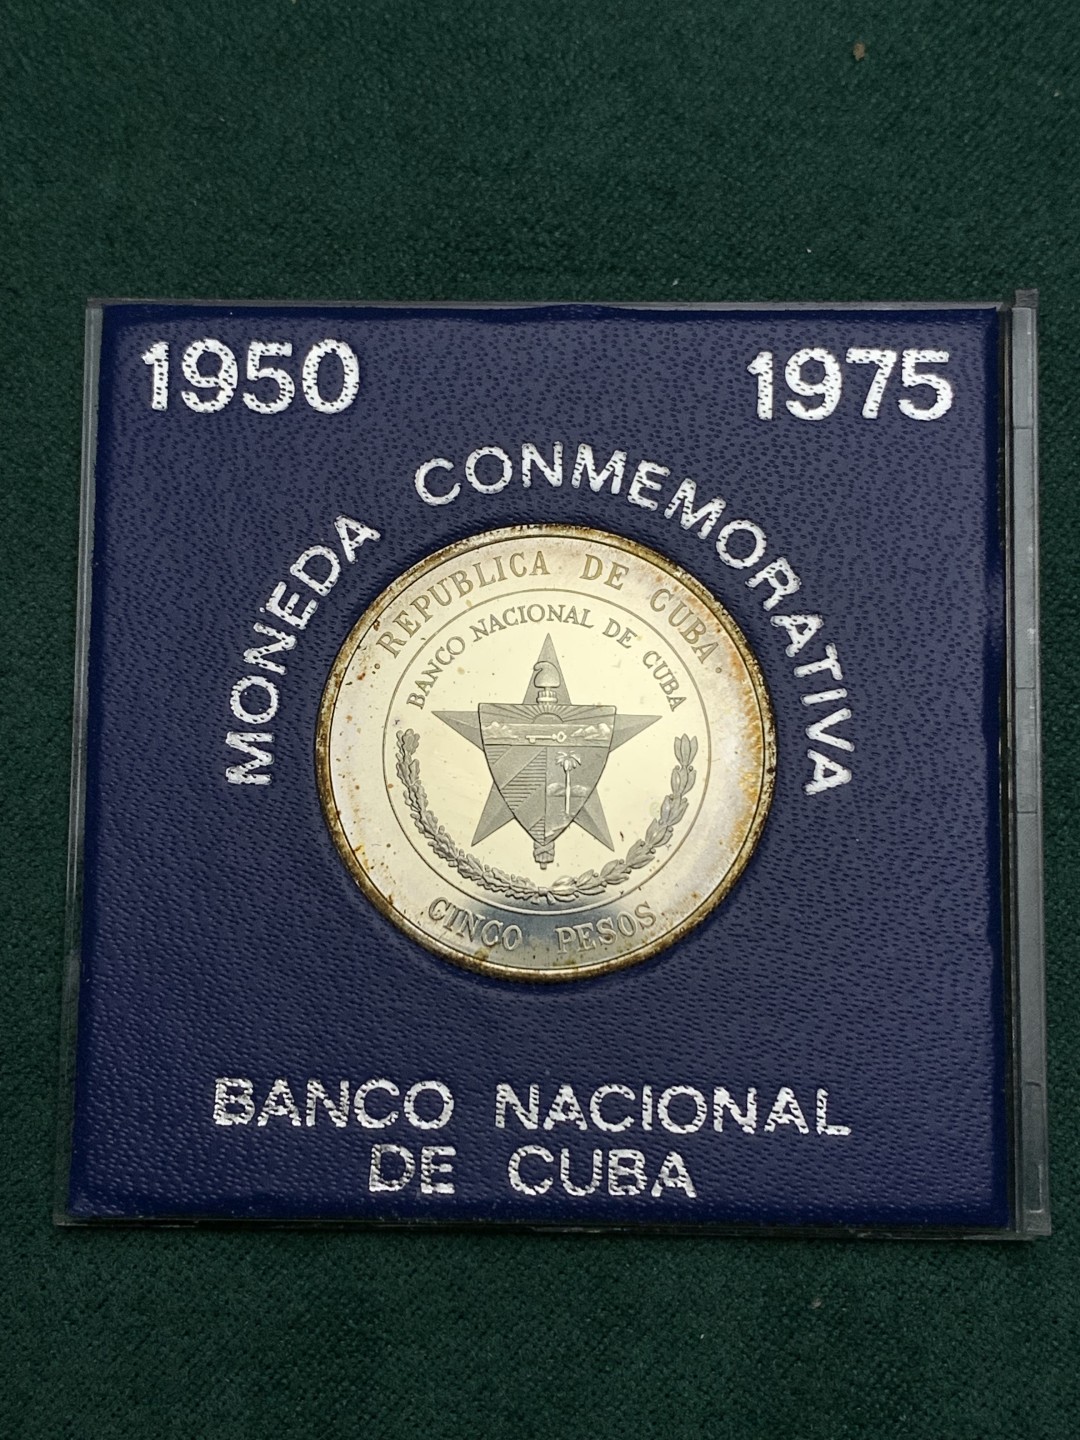 1950 1975
MONEDA CONMEMORATIVA
REPUBLICA DE CUBA
BANCO NACIONAL DE CUBA
CINCO PESOS
BANCO NACIONAL
DE CUBA